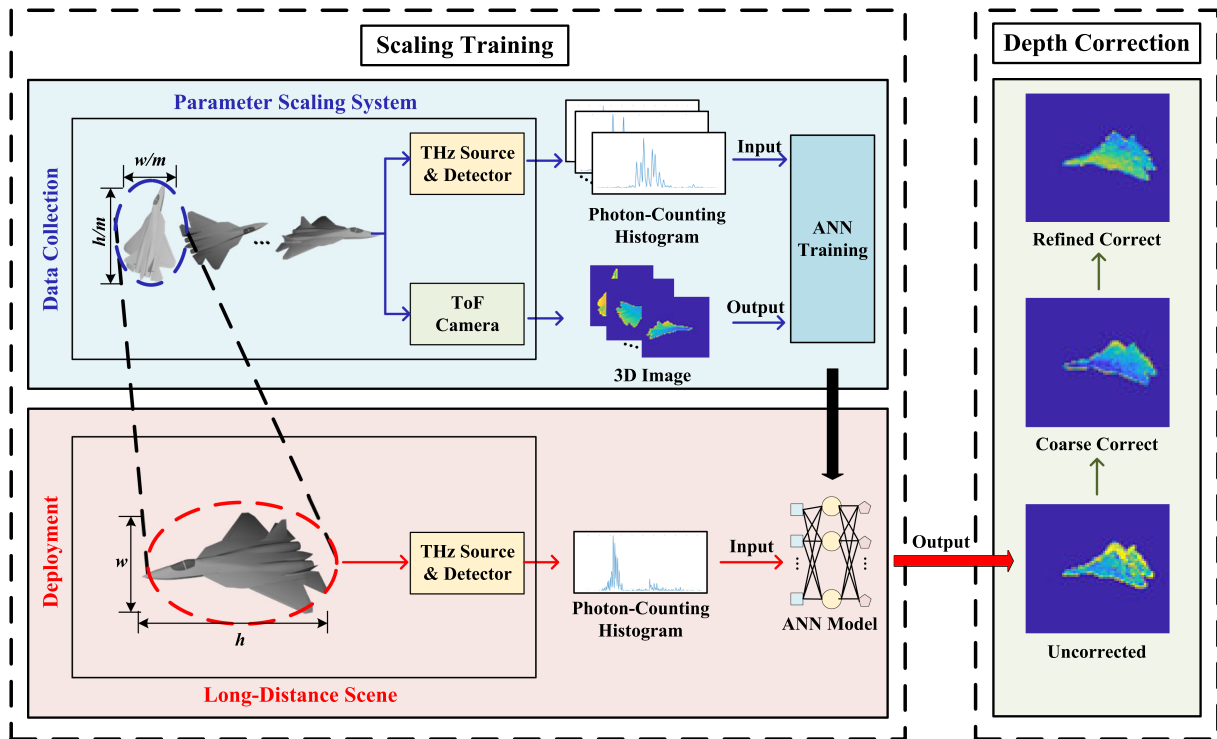 Scaling Training
Depth Correction
Parameter Scaling System
Data Collection
w/m
h/m
...
THz Source
& Detector
ToF
Camera
Photon-Counting
Histogram
3D Image
Input
Output
ANN
Training
Deployment
w
h
Long-Distance Scene
THz Source
& Detector
Photon-Counting
Histogram
Input
ANN Model
Output
Refined Correct
Coarse Correct
Uncorrected